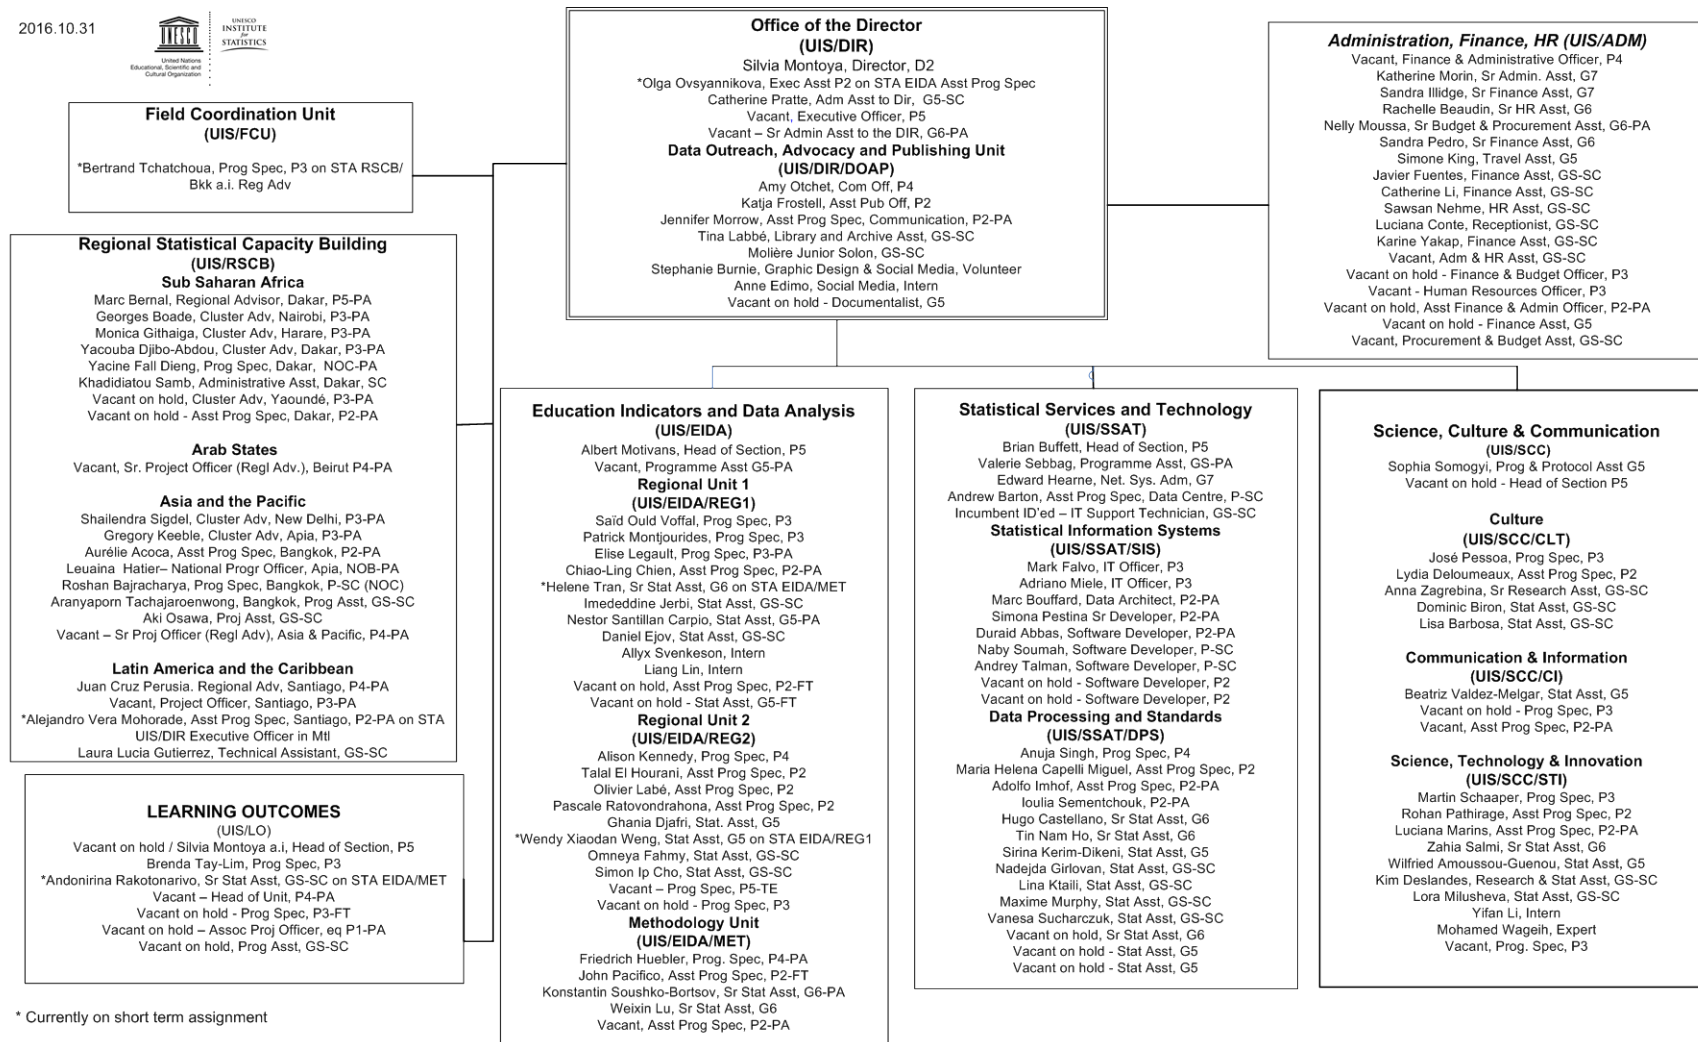 2016.10.31
UNESCO
United Nations
Educational, Scientific and
Cultural Organization
UNESCO
INSTITUTE
for
STATISTICS
Office of the Director
(UIS/DIR)
Silvia Montoya, Director, D2
*Olga Ovsyannikova, Exec Asst P2 on STA EIDA Asst Prog Spec
Catherine Pratte, Adm Asst to Dir, G5-SC
Vacant, Executive Officer, P5
Vacant – Sr Admin Asst to the DIR, G6-PA
Data Outreach, Advocacy and Publishing Unit
(UIS/DIR/DOAP)
Amy Otchet, Com Off, P4
Katja Frostell, Asst Pub Off, P2
Jennifer Morrow, Asst Prog Spec, Communication, P2-PA
Tina Labbé, Library and Archive Asst, GS-SC
Molière Junior Solon, GS-SC
Stephanie Burnie, Graphic Design & Social Media, Volunteer
Anne Edimo, Social Media, Intern
Vacant on hold - Documentalist, G5
Administration, Finance, HR (UIS/ADM)
Vacant, Finance & Administrative Officer, P4
Katherine Morin, Sr Admin. Asst, G7
Sandra Illidge, Sr Finance Asst, G7
Rachelle Beaudin, Sr HR Asst, G6
Nelly Moussa, Sr Budget & Procurement Asst, G6-PA
Sandra Pedro, Sr Finance Asst, G6
Simone King, Travel Asst, G5
Javier Fuentes, Finance Asst, GS-SC
Catherine Li, Finance Asst, GS-SC
Sawsan Nehme, HR Asst, GS-SC
Luciana Conte, Receptionist, GS-SC
Karine Yakap, Finance Asst, GS-SC
Vacant, Adm & HR Asst, GS-SC
Vacant on hold - Finance & Budget Officer, P3
Vacant - Human Resources Officer, P3
Vacant on hold, Asst Finance & Admin Officer, P2-PA
Vacant on hold - Finance Asst, G5
Vacant, Procurement & Budget Asst, GS-SC
Field Coordination Unit
(UIS/FCU)
*Bertrand Tchatchoua, Prog Spec, P3 on STA RSCB/
Bkk a.i. Reg Adv
Regional Statistical Capacity Building
(UIS/RSCB)
Sub Saharan Africa
Marc Bernal, Regional Advisor, Dakar, P5-PA
Georges Boade, Cluster Adv, Nairobi, P3-PA
Monica Githaiga, Cluster Adv, Harare, P3-PA
Yacouba Djibo-Abdou, Cluster Adv, Dakar, P3-PA
Yacine Fall Dieng, Prog Spec, Dakar, NOC-PA
Khadidiatou Samb, Administrative Asst, Dakar, SC
Vacant on hold, Cluster Adv, Yaoundé, P3-PA
Vacant on hold - Asst Prog Spec, Dakar, P2-PA
Arab States
Vacant, Sr. Project Officer (Regl Adv.), Beirut P4-PA
Asia and the Pacific
Shailendra Sigdel, Cluster Adv, New Delhi, P3-PA
Gregory Keeble, Cluster Adv, Apia, P3-PA
Aurélie Acoca, Asst Prog Spec, Bangkok, P2-PA
Leuaina Hatier– National Progr Officer, Apia, NOB-PA
Roshan Bajracharya, Prog Spec, Bangkok, P-SC (NOC)
Aranyaporn Tachajaroenwong, Bangkok, Prog Asst, GS-SC
Aki Osawa, Proj Asst, GS-SC
Vacant – Sr Proj Officer (Regl Adv), Asia & Pacific, P4-PA
Latin America and the Caribbean
Juan Cruz Perusia. Regional Adv, Santiago, P4-PA
Vacant, Project Officer, Santiago, P3-PA
*Alejandro Vera Mohorade, Asst Prog Spec, Santiago, P2-PA on STA
UIS/DIR Executive Officer in Mtl
Laura Lucia Gutierrez, Technical Assistant, GS-SC
LEARNING OUTCOMES
(UIS/LO)
Vacant on hold / Silvia Montoya a.i, Head of Section, P5
Brenda Tay-Lim, Prog Spec, P3
*Andonirina Rakotonarivo, Sr Stat Asst, GS-SC on STA EIDA/MET
Vacant – Head of Unit, P4-PA
Vacant on hold - Prog Spec, P3-FT
Vacant on hold – Assoc Proj Officer, eq P1-PA
Vacant on hold, Prog Asst, GS-SC
* Currently on short term assignment
Education Indicators and Data Analysis
(UIS/EIDA)
Albert Motivans, Head of Section, P5
Vacant, Programme Asst G5-PA
Regional Unit 1
(UIS/EIDA/REG1)
Saïd Ould Voffal, Prog Spec, P3
Patrick Montjourides, Prog Spec, P3
Elise Legault, Prog Spec, P3-PA
Chiao-Ling Chien, Asst Prog Spec, P2-PA
*Helene Tran, Sr Stat Asst, G6 on STA EIDA/MET
Imededdine Jerbi, Stat Asst, GS-SC
Nestor Santillan Carpio, Stat Asst, G5-PA
Daniel Ejov, Stat Asst, GS-SC
Allyx Svenkeson, Intern
Liang Lin, Intern
Vacant on hold, Asst Prog Spec, P2-FT
Vacant on hold - Stat Asst, G5-FT
Regional Unit 2
(UIS/EIDA/REG2)
Alison Kennedy, Prog Spec, P4
Talal El Hourani, Asst Prog Spec, P2
Olivier Labé, Asst Prog Spec, P2
Pascale Ratovondrahona, Asst Prog Spec, P2
Ghania Djafri, Stat. Asst, G5
*Wendy Xiaodan Weng, Stat Asst, G5 on STA EIDA/REG1
Omneya Fahmy, Stat Asst, GS-SC
Simon Ip Cho, Stat Asst, GS-SC
Vacant – Prog Spec, P5-TE
Vacant on hold - Prog Spec, P3
Methodology Unit
(UIS/EIDA/MET)
Friedrich Huebler, Prog. Spec, P4-PA
John Pacifico, Asst Prog Spec, P2-FT
Konstantin Soushko-Bortsov, Sr Stat Asst, G6-PA
Weixin Lu, Sr Stat Asst, G6
Vacant, Asst Prog Spec, P2-PA
Statistical Services and Technology
(UIS/SSAT)
Brian Buffett, Head of Section, P5
Valerie Sebbag, Programme Asst, GS-PA
Edward Hearne, Net. Sys. Adm, G7
Andrew Barton, Asst Prog Spec, Data Centre, P-SC
Incumbent ID'ed – IT Support Technician, GS-SC
Statistical Information Systems
(UIS/SSAT/SIS)
Mark Falvo, IT Officer, P3
Adriano Miele, IT Officer, P3
Marc Bouffard, Data Architect, P2-PA
Simona Pestina Sr Developer, P2-PA
Duraid Abbas, Software Developer, P2-PA
Naby Soumah, Software Developer, P-SC
Andrey Talman, Software Developer, P-SC
Vacant on hold - Software Developer, P2
Vacant on hold - Software Developer, P2
Data Processing and Standards
(UIS/SSAT/DPS)
Anuja Singh, Prog Spec, P4
Maria Helena Capelli Miguel, Asst Prog Spec, P2
Adolfo Imhof, Asst Prog Spec, P2-PA
Ioulia Sementchouk, P2-PA
Hugo Castellano, Sr Stat Asst, G6
Tin Nam Ho, Sr Stat Asst, G6
Sirina Kerim-Dikeni, Stat Asst, G5
Nadejda Girlovan, Stat Asst, GS-SC
Lina Ktaili, Stat Asst, GS-SC
Maxime Murphy, Stat Asst, GS-SC
Vanesa Sucharczuk, Stat Asst, GS-SC
Vacant on hold, Sr Stat Asst, G6
Vacant on hold - Stat Asst, G5
Vacant on hold - Stat Asst, G5
Science, Culture & Communication
(UIS/SCC)
Sophia Somogyi, Prog & Protocol Asst G5
Vacant on hold - Head of Section P5
Culture
(UIS/SCC/CLT)
José Pessoa, Prog Spec, P3
Lydia Deloumeaux, Asst Prog Spec, P2
Anna Zagrebina, Sr Research Asst, GS-SC
Dominic Biron, Stat Asst, GS-SC
Lisa Barbosa, Stat Asst, GS-SC
Communication & Information
(UIS/SCC/CI)
Beatriz Valdez-Melgar, Stat Asst, G5
Vacant on hold - Prog Spec, P3
Vacant, Asst Prog Spec, P2-PA
Science, Technology & Innovation
(UIS/SCC/STI)
Martin Schaaper, Prog Spec, P3
Rohan Pathirage, Asst Prog Spec, P2
Luciana Marins, Asst Prog Spec, P2-PA
Zahia Salmi, Sr Stat Asst, G6
Wilfried Amoussou-Guenou, Stat Asst, G5
Kim Deslandes, Research & Stat Asst, GS-SC
Lora Milusheva, Stat Asst, GS-SC
Yifan Li, Intern
Mohamed Wageih, Expert
Vacant, Prog. Spec, P3